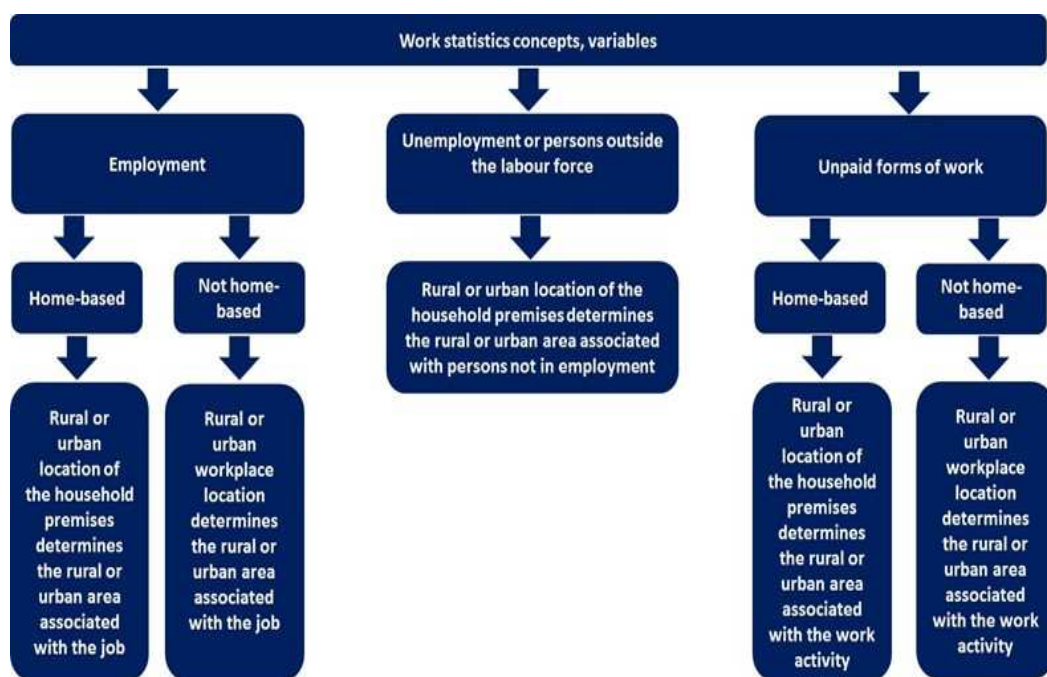 Work statistics concepts, variables
Employment
Unemployment or persons outside
the labour force
Unpaid forms of work
Home-based
Not home-
based
Rural or urban location of the
household premises determines
the rural or urban area associated
with persons not in employment
Home-based
Not home-
based
Rural or
urban
location of
the household
premises
determines
the rural or
urban area
associated
with the job
Rural or
urban
workplace
location
determines
the rural or
urban area
associated
with the job
Rural or
urban
location of
the household
premises
determines
the rural or
urban area
associated
with the work
activity
Rural or
urban
workplace
location
determines
the rural or
urban area
associated
with the work
activity